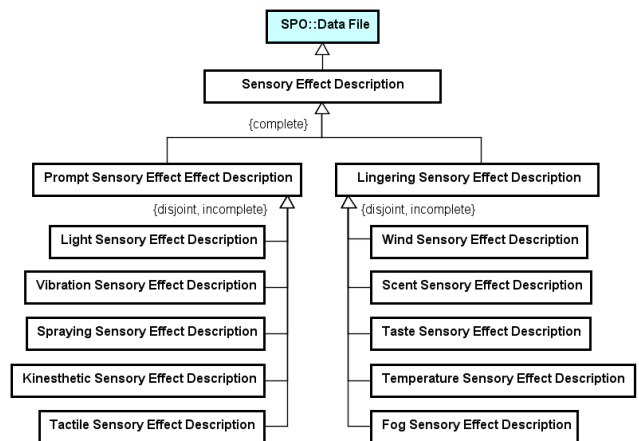 SPO::Data File
Sensory Effect Description
{complete}
Prompt Sensory Effect Effect Description
Lingering Sensory Effect Description
{disjoint, incomplete}
{disjoint, incomplete}
Light Sensory Effect Description
Wind Sensory Effect Description
Vibration Sensory Effect Description
Scent Sensory Effect Description
Spraying Sensory Effect Description
Taste Sensory Effect Description
Kinesthetic Sensory Effect Description
Temperature Sensory Effect Description
Tactile Sensory Effect Description
Fog Sensory Effect Description